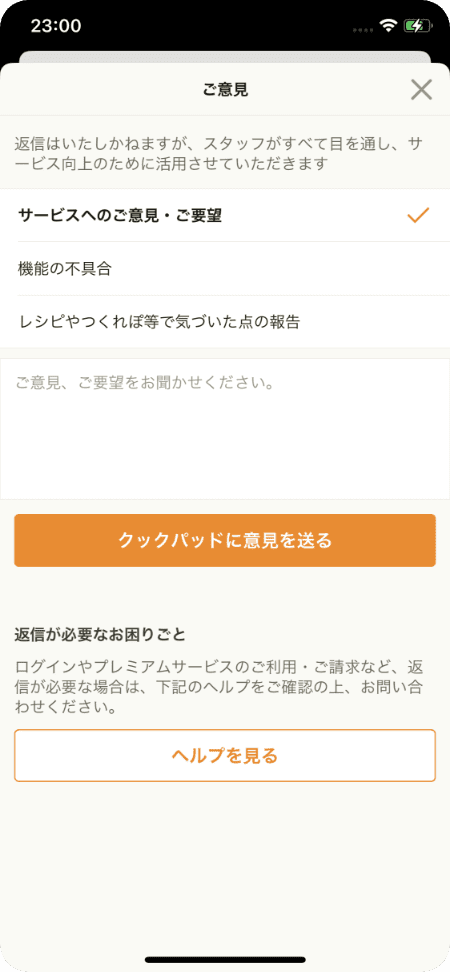 23:00
ご意見
返信はいたしかねますが、スタッフがすべて目を通し、サ
ービス向上のために活用させていただきます
サービスへのご意見・ご要望
機能の不具合
レシピやつくれぽ等で気づいた点の報告
ご意見、ご要望をお聞かせください。
クックパッドに意見を送る
返信が必要なお困りごと
ログインやプレミアムサービスのご利用・ご請求など、返
信が必要な場合は、下記のヘルプをご確認の上、お問い合
わせください。
ヘルプを見る